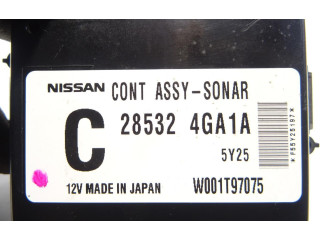 NISSAN CONT ASSY-SONAR
C 28532 4GA1A
5Y25
12V MADE IN JAPAN W001T97075